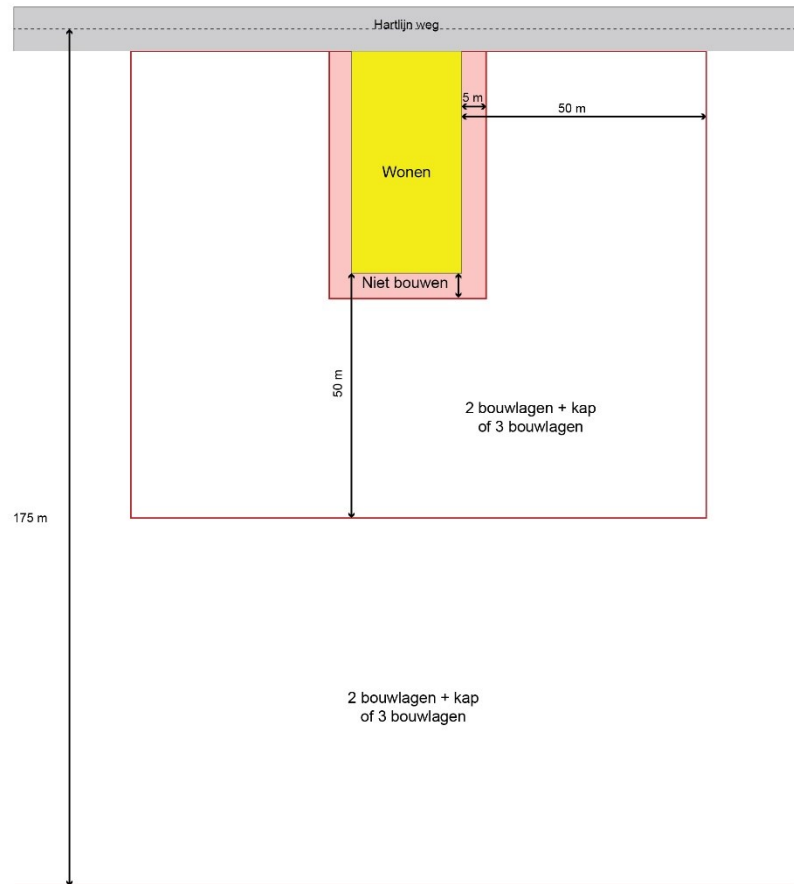 Hartlijn weg
5 m
50 m
Wonen
Niet bouwen
50 m
2 bouwlagen + kap
of 3 bouwlagen
175 m
2 bouwlagen + kap
of 3 bouwlagen